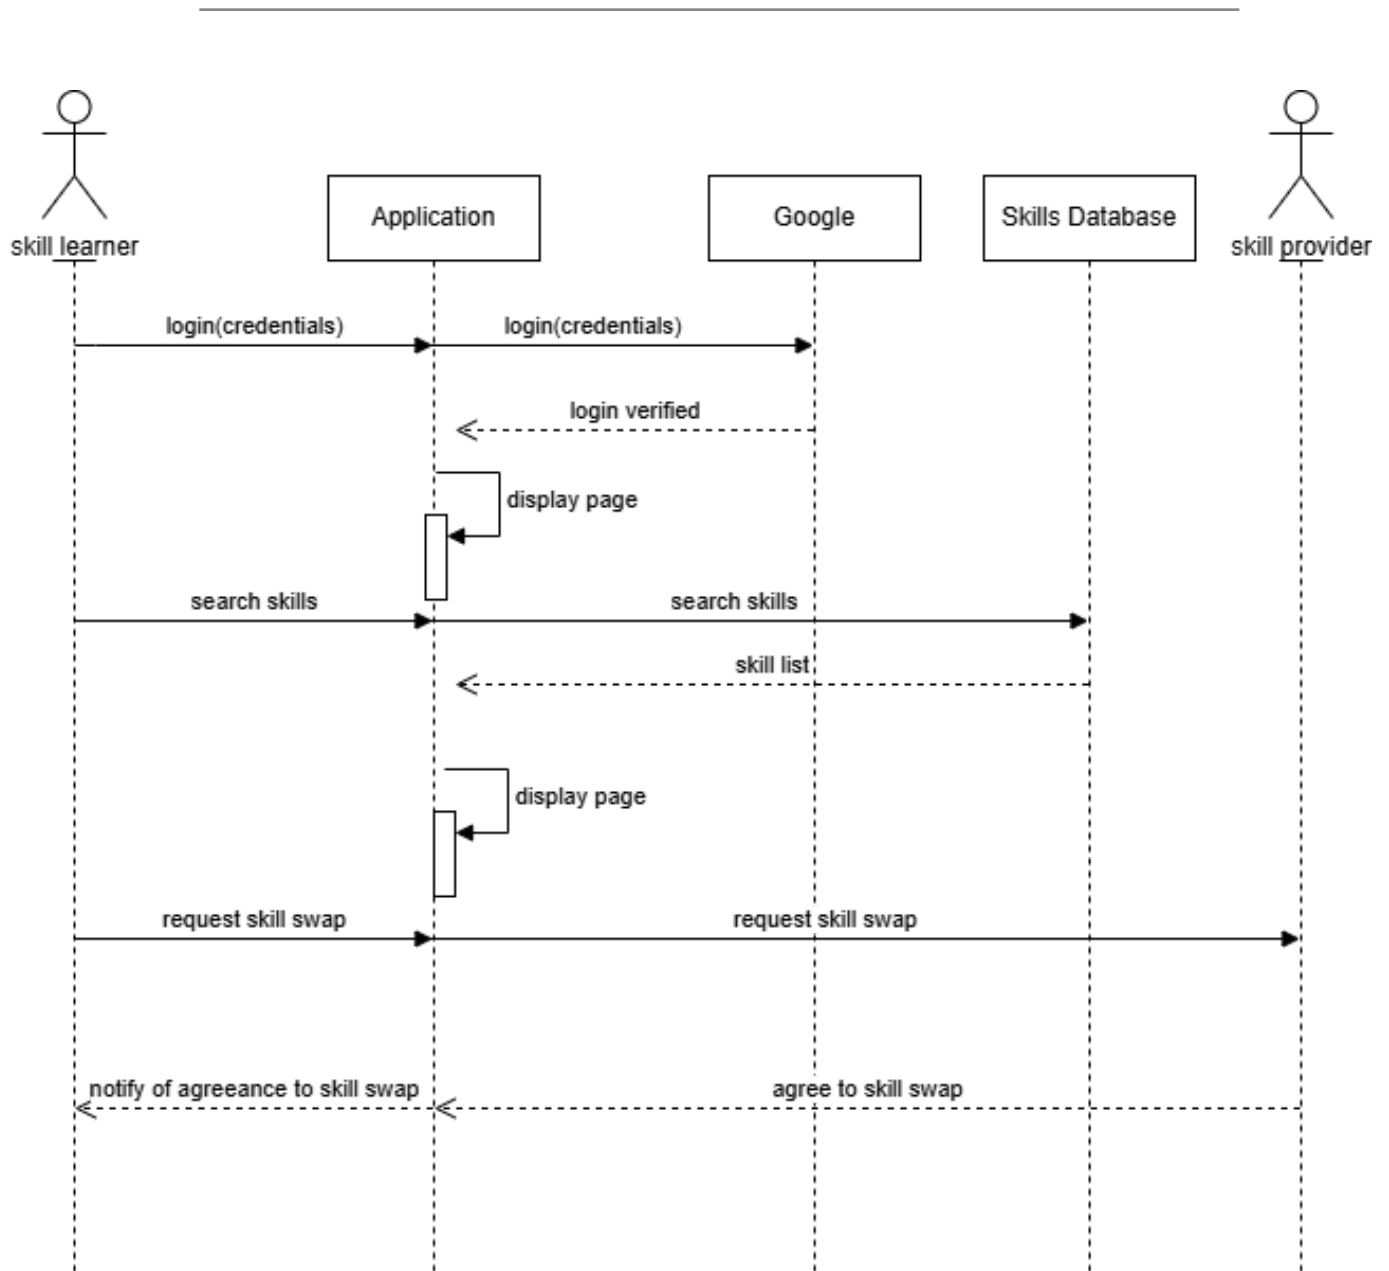 skill learner
Application
Google
Skills Database
skill provider
login(credentials)
login(credentials)
login verified
display page
search skills
search skills
skill list
display page
request skill swap
request skill swap
notify of agreeance to skill swap
agree to skill swap